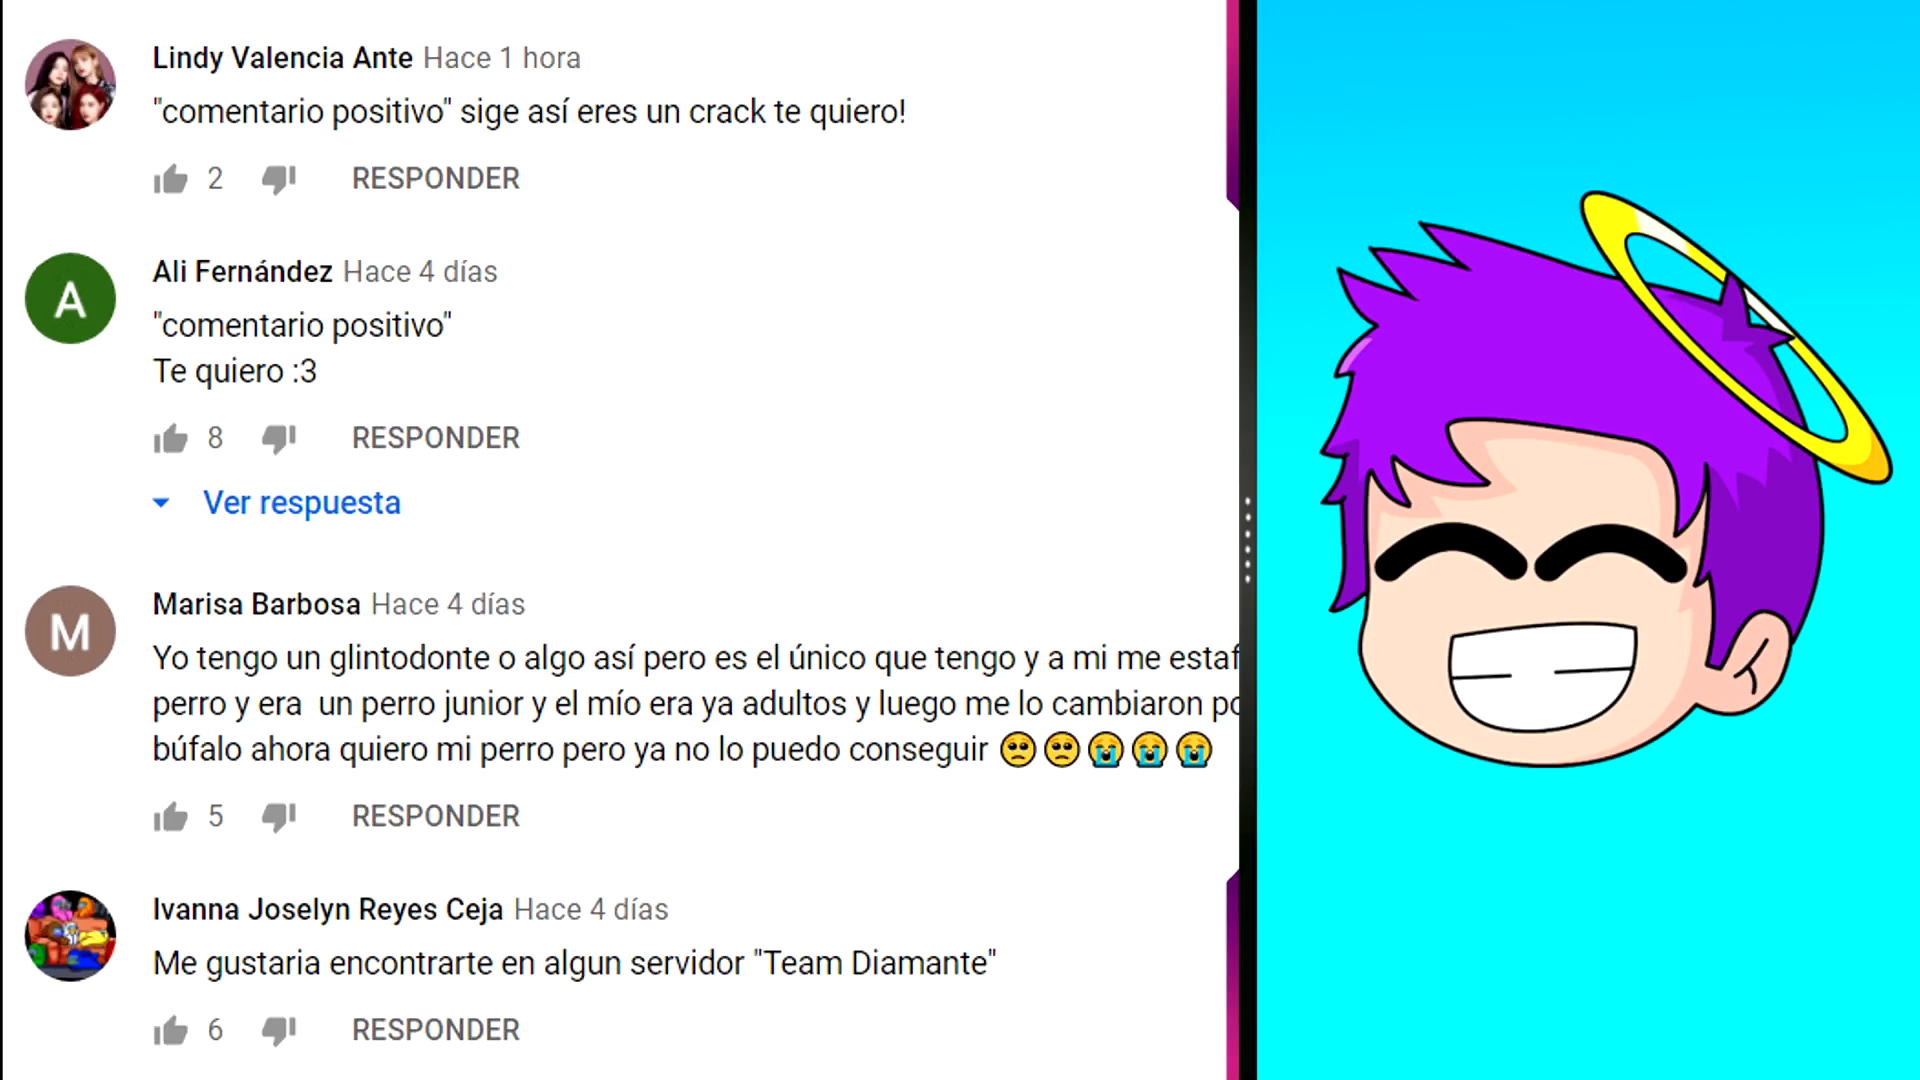 Lindy Valencia Ante Hace 1 hora
"comentario positivo" sige así eres un crack te quiero!
2 RESPONDER
A
Ali Fernández Hace 4 días
"comentario positivo"
Te quiero :3
8 RESPONDER
Ver respuesta
M
Marisa Barbosa Hace 4 días
Yo tengo un glintodonte o algo así pero es el único que tengo y a mi me estaf
perro y era  un perro junior y el mío era ya adultos y luego me lo cambiaron po
búfalo ahora quiero mi perro pero ya no lo puedo conseguir 🥺🥺😭😭😭
5 RESPONDER
Ivanna Joselyn Reyes Ceja Hace 4 días
Me gustaria encontrarte en algun servidor "Team Diamante"
6 RESPONDER